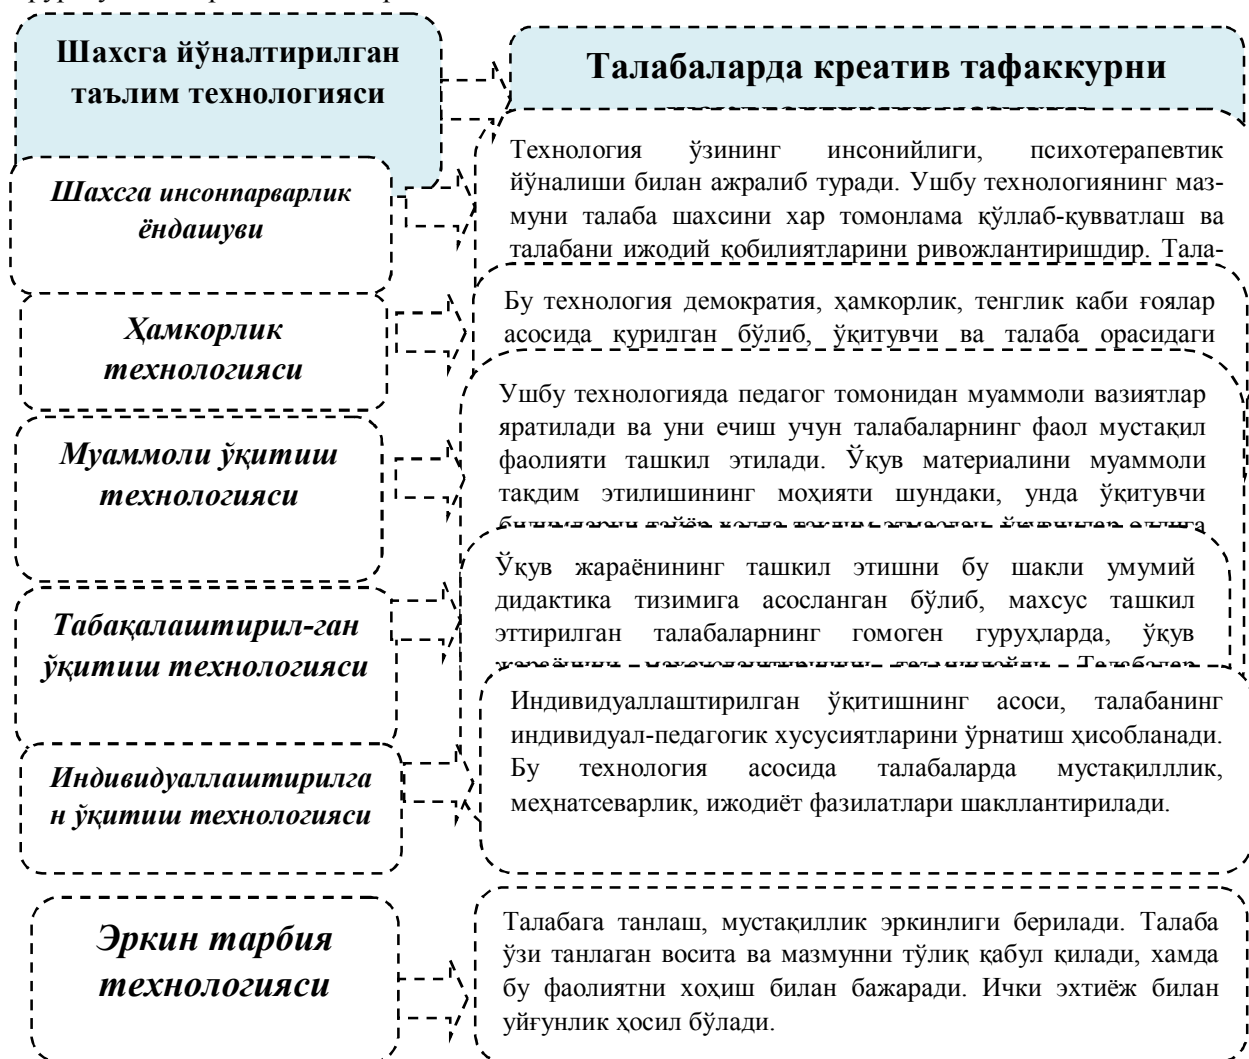 Шахсга йўналтирилган
таълим технологияси
Талабаларда креатив тафаккурни
Шахсга инсонпарварлик
ёндашуви
Технология ўзининг инсонийлиги, психотерапевтик
йўналиши билан ажралиб туради. Ушбу технологиянинг маз-
муни талаба шахсини хар томонлама қўллаб-қувватлаш ва
талабани ижодий қобилиятларини ривожлантиришдир. Тала-
Ҳамкорлик
технологияси
Бу технология демократия, ҳамкорлик, тенглик каби ғоялар
асосида қурилган бўлиб, ўқитувчи ва талаба орасидаги
Муаммоли ўқитиш
технологияси
Ушбу технологияда педагог томонидан муаммоли вазиятлар
яратилади ва уни ечиш учун талабаларнинг фаол мустақил
фаолияти ташкил этилади. Ўқув материалини муаммоли
тақдим этилишининг моҳияти шундаки, унда ўқитувчи
Табақалаштирил-ган
ўқитиш технологияси
Ўқув жараёнининг ташкил этишни бу шакли умумий
дидактика тизимига асосланган бўлиб, махсус ташкил
эттирилган талабаларнинг гомоген гуруҳларда, ўқув
Индивидуаллаштирилга
н ўқитиш технологияси
Индивидуаллаштирилган ўқитишнинг асоси, талабанинг
индивидуал-педагогик хусусиятларини ўрнатиш ҳисобланади.
Бу технология асосида талабаларда мустақилллик,
меҳнатсеварлик, ижодиёт фазилатлари шакллантирилади.
Эркин тарбия
технологияси
Талабага танлаш, мустақиллик эркинлиги берилади. Талаба
ўзи танлаган восита ва мазмунни тўлиқ қабул қилади, хамда
бу фаолиятни хоҳиш билан бажаради. Ички эхтиёж билан
уйғунлик ҳосил бўлади.